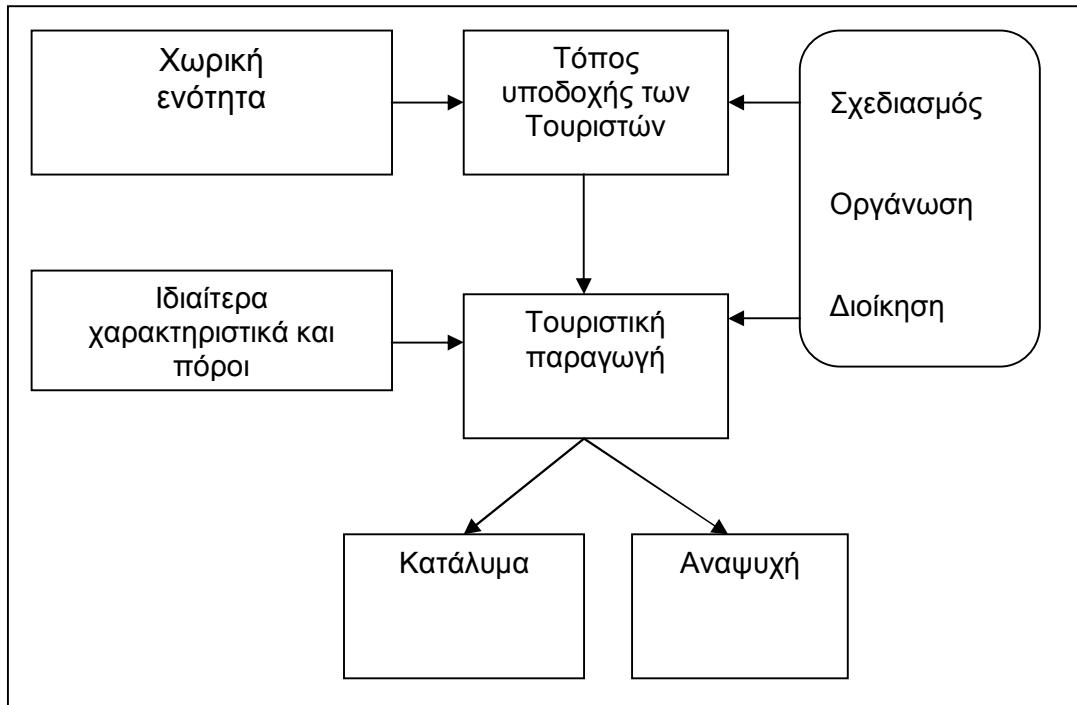 Χωρική
ενότητα
Τόπος
υποδοχής των
Τουριστών
Σχεδιασμός
Οργάνωση
Διοίκηση
Ιδιαίτερα
χαρακτηριστικά και
πόροι
Τουριστική
παραγωγή
Κατάλυμα
Αναψυχή